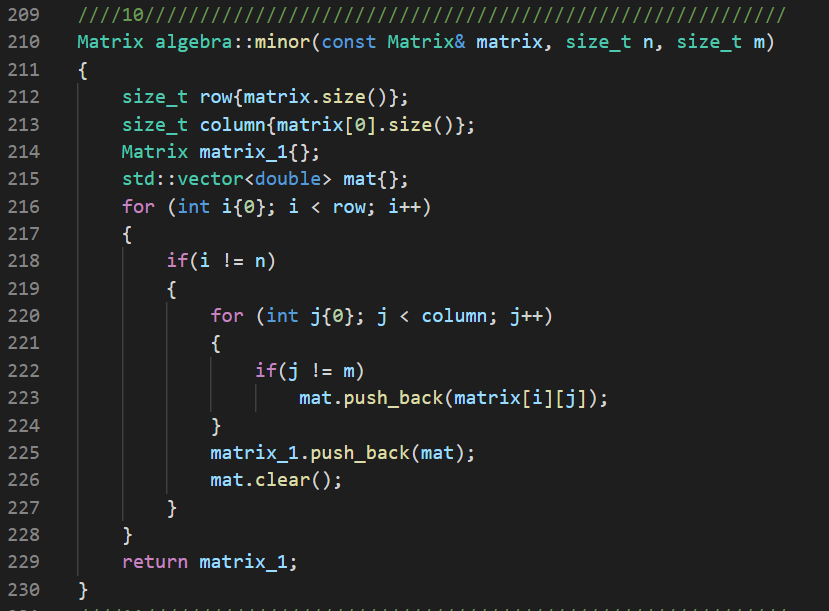 209 ////10//////////////////////////////////////////////////////////
210 Matrix algebra::minor(const Matrix& matrix, size_t n, size_t m)
211 {
212     size_t row{matrix.size()};
213     size_t column{matrix[0].size()};
214     Matrix matrix_1{};
215     std::vector<double> mat{};
216     for (int i{0}; i < row; i++)
217     {
218         if(i != n)
219         {
220             for (int j{0}; j < column; j++)
221             {
222                 if(j != m)
223                     mat.push_back(matrix[i][j]);
224             }
225             matrix_1.push_back(mat);
226             mat.clear();
227         }
228     }
229     return matrix_1;
230 }